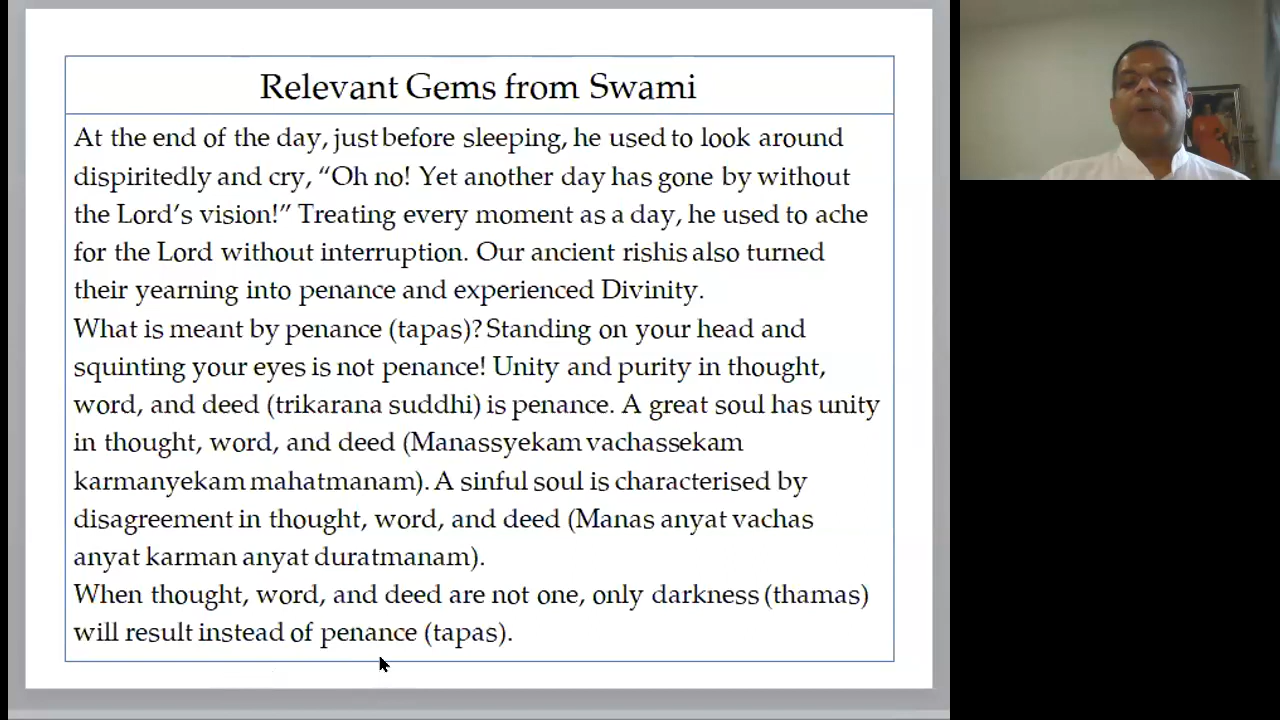 Relevant Gems from Swami
At the end of the day, just before sleeping, he used to look around
dispiritedly and cry, “Oh no! Yet another day has gone by without
the Lord’s vision!” Treating every moment as a day, he used to ache
for the Lord without interruption. Our ancient rishis also turned
their yearning into penance and experienced Divinity.
What is meant by penance (tapas)? Standing on your head and
squinting your eyes is not penance! Unity and purity in thought,
word, and deed (trikarana suddhi) is penance. A great soul has unity
in thought, word, and deed (Manassyekam vachassekam
karmanyekam mahatmanam). A sinful soul is characterised by
disagreement in thought, word, and deed (Manas anyat vachas
anyat karman anyat duratmanam).
When thought, word, and deed are not one, only darkness (thamas)
will result instead of penance (tapas).